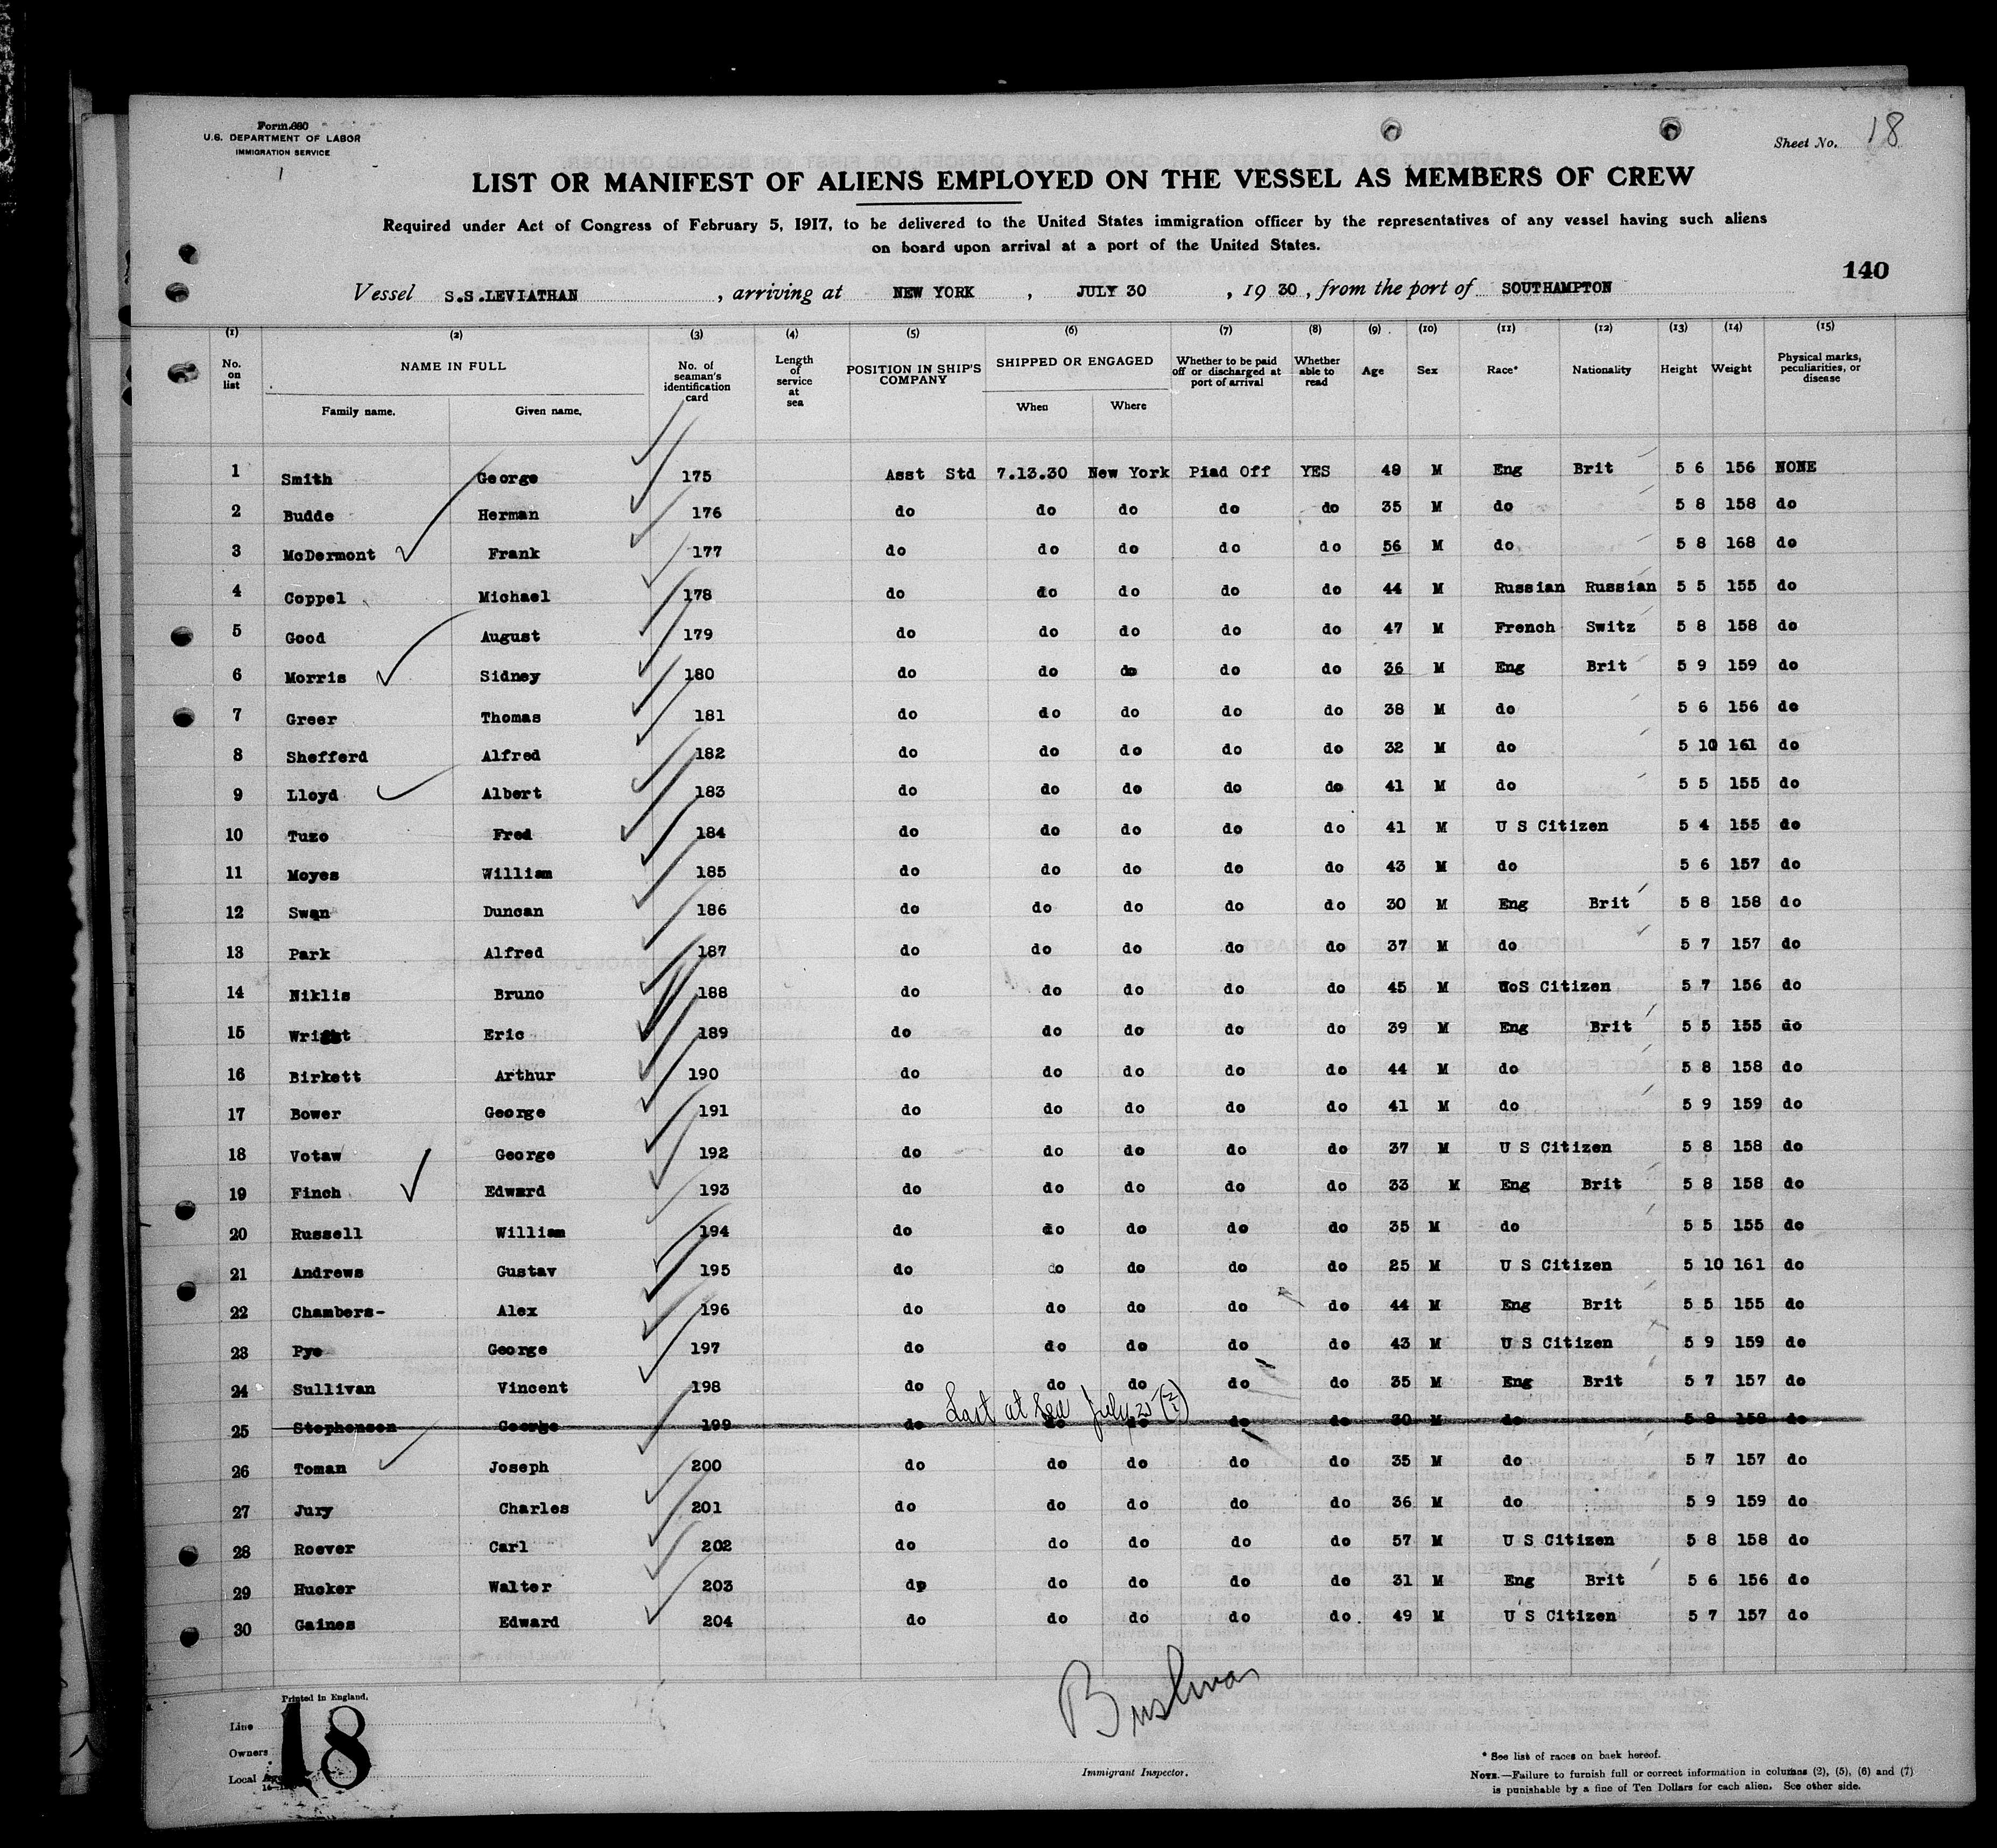 Form 680
U.S. DEPARTMENT OF LABOR
IMMIGRATION SERVICE
Sheet No. 18
LIST OR MANIFEST OF ALIENS EMPLOYED ON THE VESSEL AS MEMBERS OF CREW
Required under Act of Congress of February 5, 1917, to be delivered to the United States immigration officer by the representatives of any vessel having such aliens
on board upon arrival at a port of the United States.
140
Vessel S.S.LEVIATHAN , arriving at NEW YORK , JULY 30 , 19 30 , from the port of SOUTHAMPTON
(1) (2) (3) (4) (5) (6) (7) (8) (9) (10) (11) (12) (13) (14) (15)
No. on list NAME IN FULL No. of seaman's identification card Length of service at sea POSITION IN SHIP'S COMPANY SHIPPED OR ENGAGED Whether to be paid off or discharged at port of arrival Whether able to read Age Sex Race* Nationality Height Weight Physical marks, peculiarities, or disease
Family name. Given name. When Where
1 Smith George 175 Asst Std 7.13.30 New York Piad Off YES 49 M Eng Brit 5 6 156 NONE
2 Budde Herman 176 do do do do do 35 M do 5 8 158 do
3 McDermont Frank 177 do do do do do 56 M do 5 8 168 do
4 Coppel Michael 178 do do do do do 44 M Russian Russian 5 5 155 do
5 Good August 179 do do do do do 47 M French Switz 5 8 158 do
6 Morris Sidney 180 do do do do do 36 M Eng Brit 5 9 159 do
7 Greer Thomas 181 do do do do do 38 M do 5 6 156 do
8 Shefferd Alfred 182 do do do do do 32 M do 5 10 161 do
9 Lloyd Albert 183 do do do do do 41 M do 5 5 155 do
10 Tuzo Fred 184 do do do do do 41 M U S Citizen 5 4 155 do
11 Moyes William 185 do do do do do 43 M do 5 6 157 do
12 Swan Duncan 186 do do do do do 30 M Eng Brit 5 8 158 do
13 Park Alfred 187 do do do do do 37 M do 5 7 157 do
14 Niklis Bruno 188 do do do do do 45 M U S Citizen 5 7 156 do
15 Wright Eric 189 do do do do do 39 M Eng Brit 5 5 155 do
16 Birkett Arthur 190 do do do do do 44 M do 5 8 158 do
17 Bower George 191 do do do do do 41 M do 5 9 159 do
18 Votaw George 192 do do do do do 37 M U S Citizen 5 8 158 do
19 Finch Edward 193 do do do do do 33 M Eng Brit 5 8 158 do
20 Russell William 194 do do do do do 35 M do 5 5 155 do
21 Andrews Gustav 195 do do do do do 25 M U S Citizen 5 10 161 do
22 Chambers- Alex 196 do do do do do 44 M Eng Brit 5 5 155 do
23 Pye George 197 do do do do do 43 M U S Citizen 5 9 159 do
24 Sullivan Vincent 198 do do do do do 35 M Eng Brit 5 7 157 do
Lost at Sea July 25
25 Stephensen George 199 do do do do do 30 M do 5 8 158 do
26 Toman Joseph 200 do do do do do 35 M do 5 7 157 do
27 Jury Charles 201 do do do do do 36 M do 5 9 159 do
28 Roever Carl 202 do do do do do 57 M U S Citizen 5 8 158 do
29 Hucker Walter 203 do do do do do 31 M Eng Brit 5 6 156 do
30 Gaines Edward 204 do do do do do 49 M U S Citizen 5 7 157 do
Printed in England.
Line
Owners
Local
18
Immigrant Inspector.
* See list of races on back hereof.
NOTE.—Failure to furnish full or correct information in columns (2), (5), (6) and (7)
is punishable by a fine of Ten Dollars for each alien. See other side.